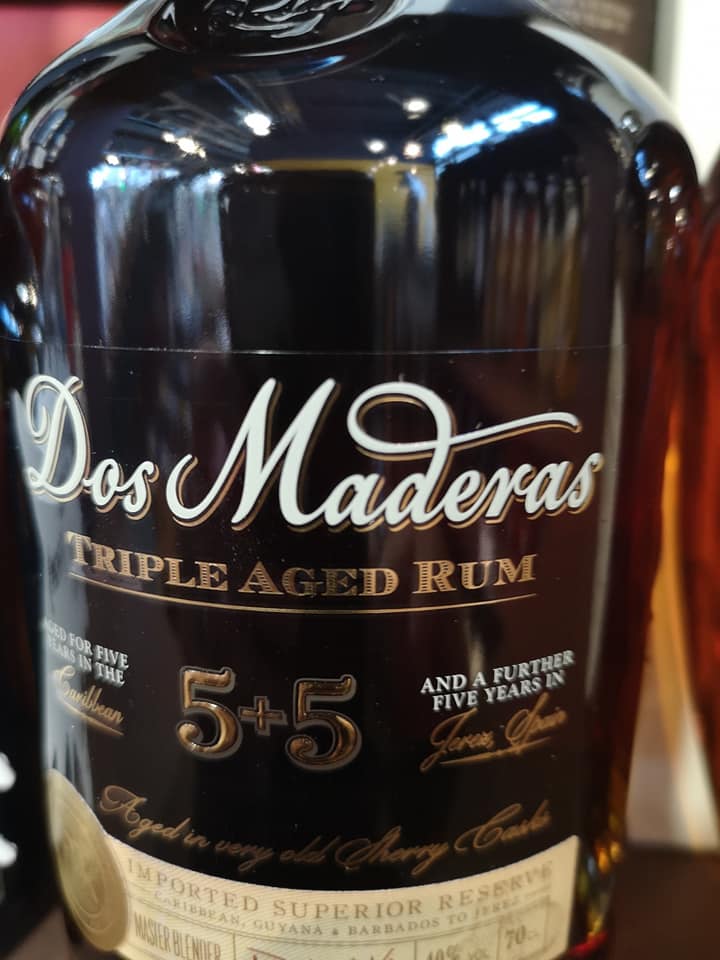 Dos Maderas
TRIPLE AGED RUM
AGED FOR FIVE
YEARS IN THE
Caribbean
5+5
AND A FURTHER
FIVE YEARS IN
Jerez, Spain
Aged in very old Sherry Casks
IMPORTED SUPERIOR RESERVE
CARIBBEAN, GUYANA & BARBADOS TO JEREZ
MASTER BLENDER
40% VOL
70CL